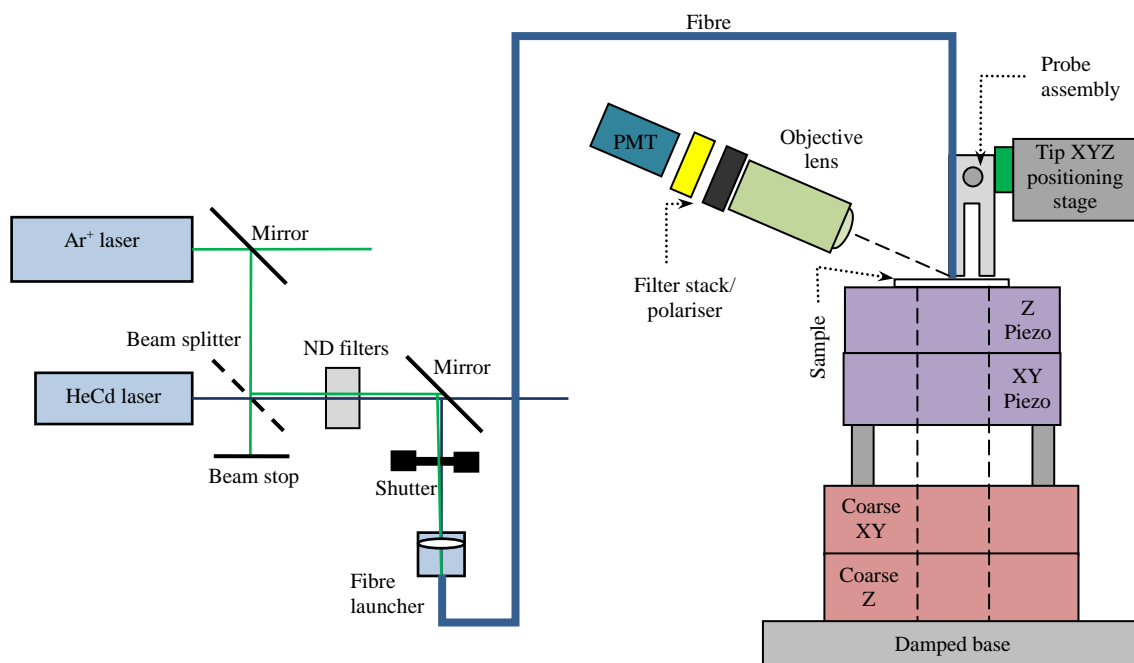 Fibre
Probe
assembly
PMT
Objective
lens
Tip XYZ
positioning
stage
Ar⁺ laser
Mirror
Filter stack/
polariser
Sample
Z
Piezo
Beam splitter
ND filters
Mirror
HeCd laser
XY
Piezo
Beam stop
Shutter
Coarse
XY
Fibre
launcher
Coarse
Z
Damped base